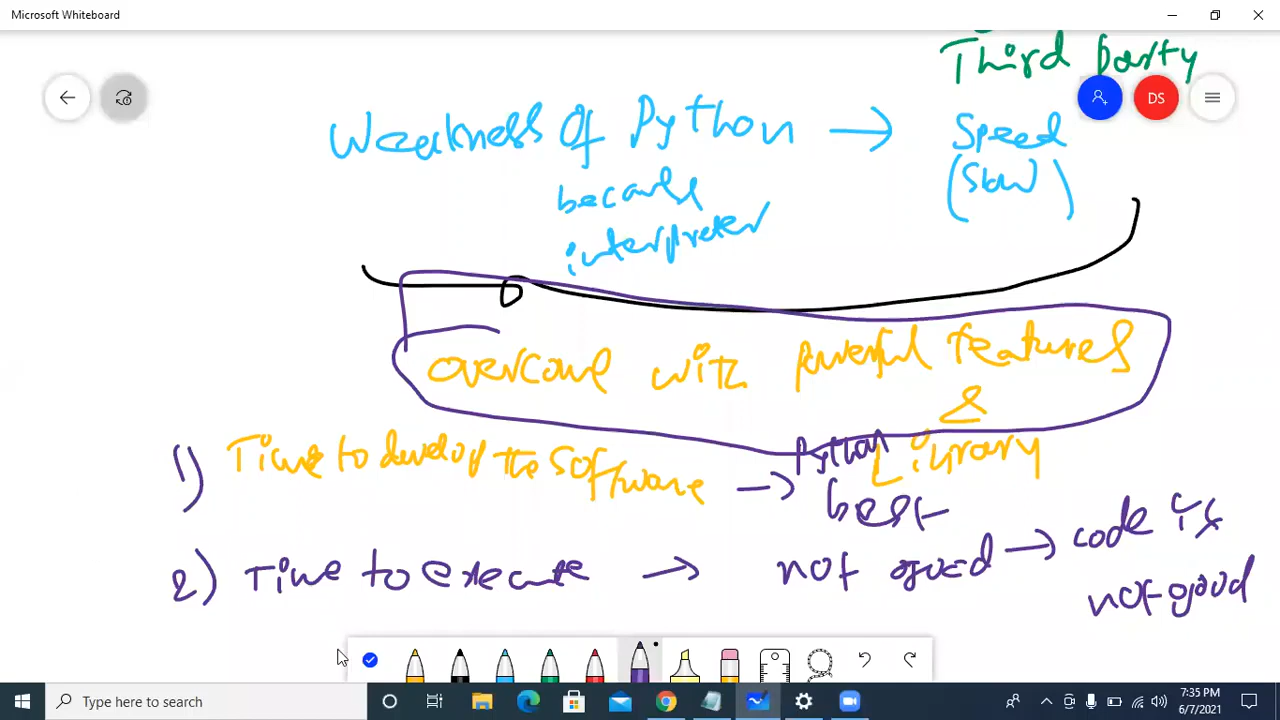 Microsoft Whiteboard
Third party
DS
Weakness of Python → Speed
(Slow)
because
interpreter
overcome with powerful features
&
Library
1) Time to develop the software → Python
best
2) Time to execute → not good → code is
not good
Type here to search
7:35 PM
6/7/2021